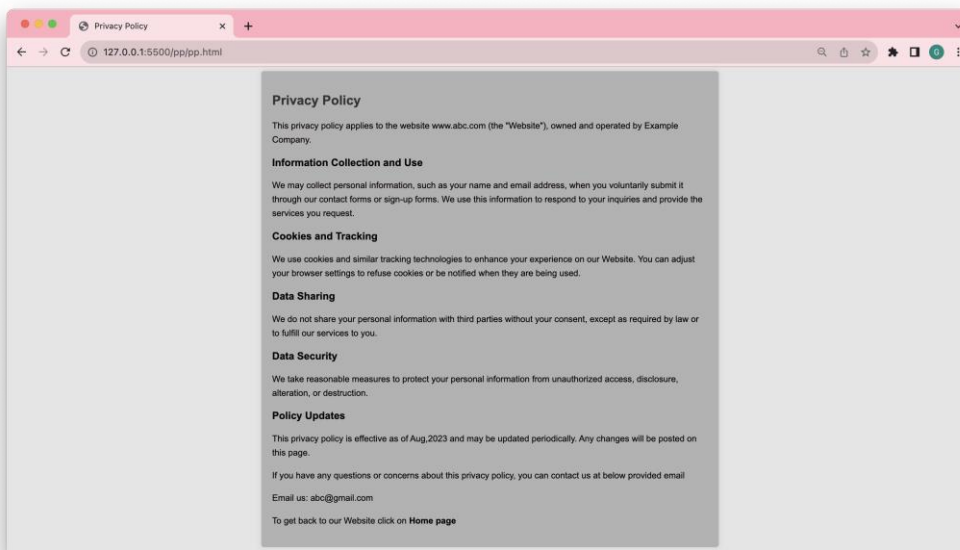 Privacy Policy
127.0.0.1:5500/pp/pp.html
G
Privacy Policy
This privacy policy applies to the website www.abc.com (the "Website"), owned and operated by Example
Company.
Information Collection and Use
We may collect personal information, such as your name and email address, when you voluntarily submit it
through our contact forms or sign-up forms. We use this information to respond to your inquiries and provide the
services you request.
Cookies and Tracking
We use cookies and similar tracking technologies to enhance your experience on our Website. You can adjust
your browser settings to refuse cookies or be notified when they are being used.
Data Sharing
We do not share your personal information with third parties without your consent, except as required by law or
to fulfill our services to you.
Data Security
We take reasonable measures to protect your personal information from unauthorized access, disclosure,
alteration, or destruction.
Policy Updates
This privacy policy is effective as of Aug,2023 and may be updated periodically. Any changes will be posted on
this page.
If you have any questions or concerns about this privacy policy, you can contact us at below provided email
Email us: abc@gmail.com
To get back to our Website click on Home page